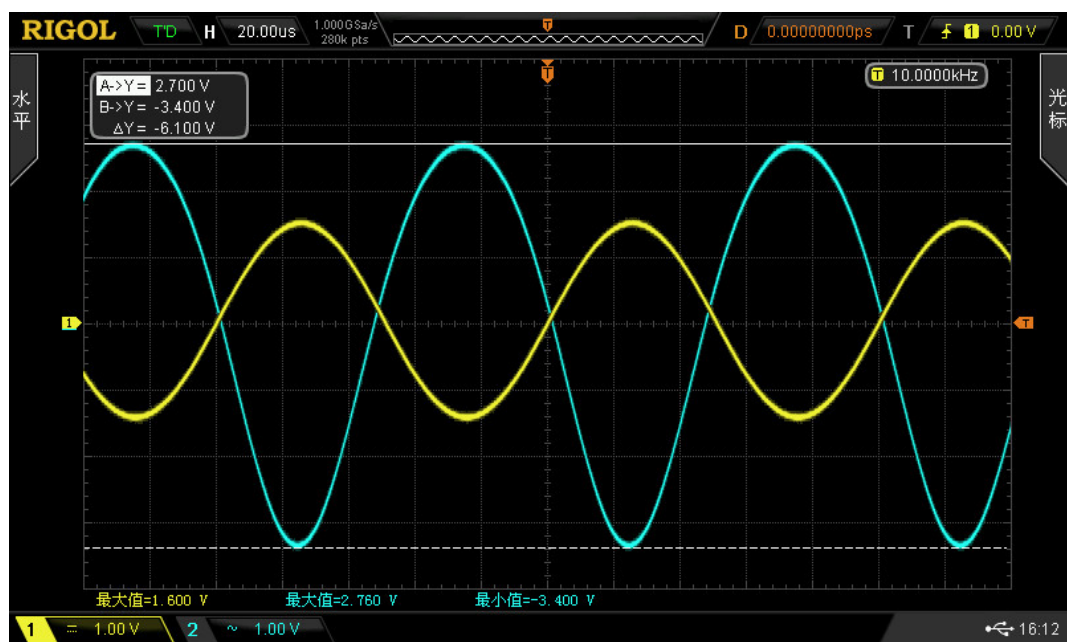 RIGOL T'D H 20.00us 1.000GSa/s 280k pts T D 0.00000000ps T 1 0.00 V
水平
光标
A->Y= 2.700 V
B->Y= -3.400 V
ΔY= -6.100 V
T
T 10.0000kHz
1
T
最大值=1.600 V 最大值=2.760 V 最小值=-3.400 V
1 = 1.00 V 2 ~ 1.00 V 16:12